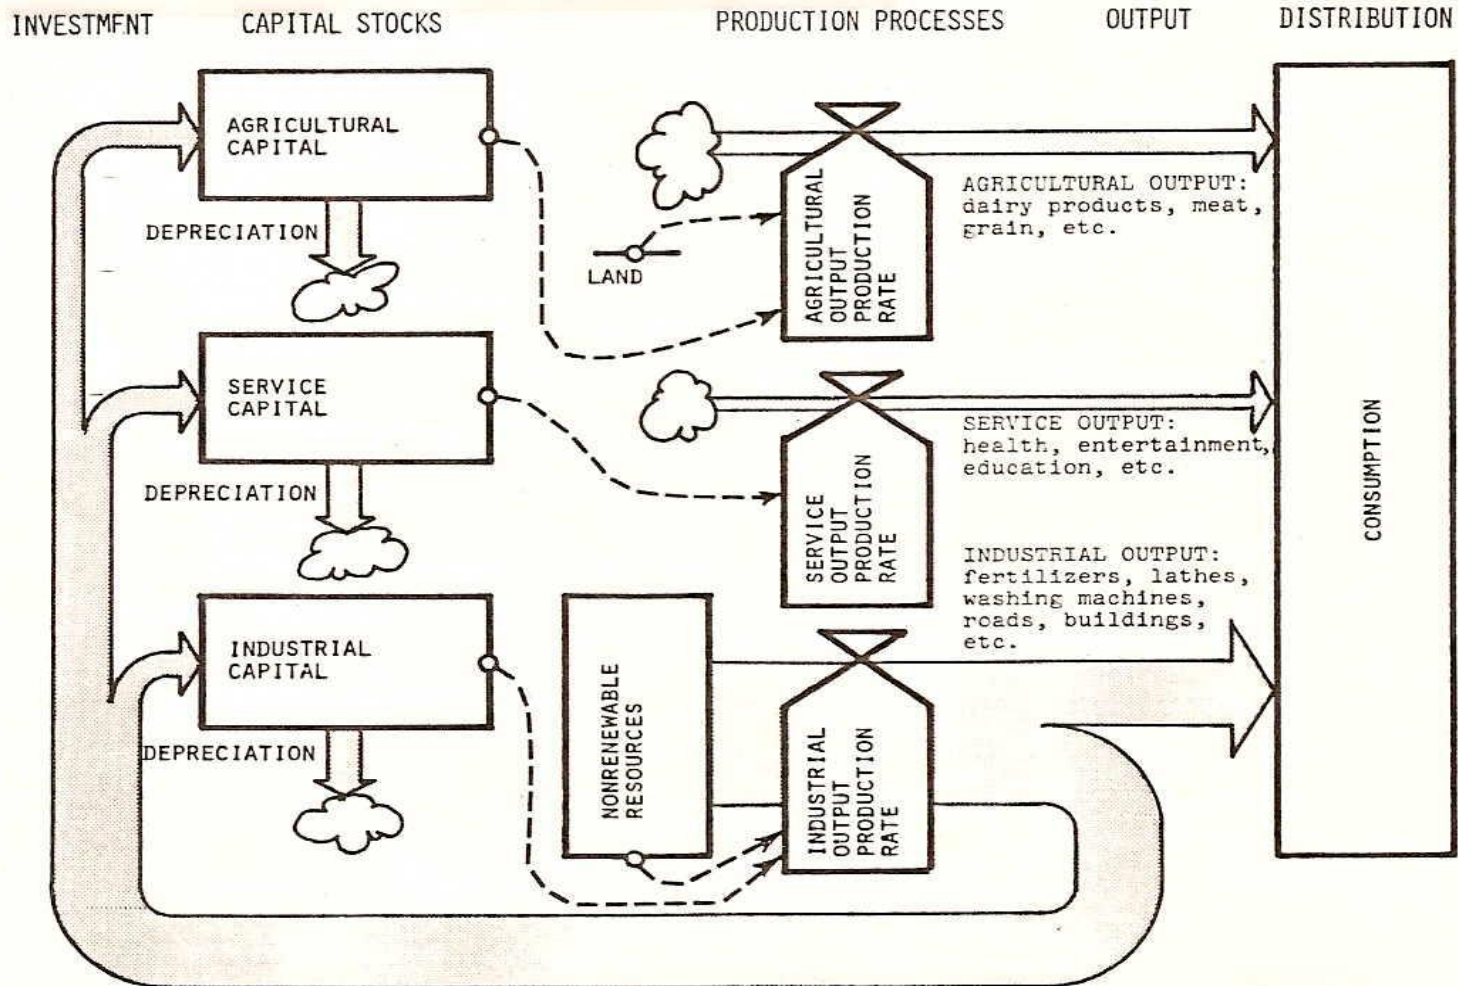 INVESTMENT CAPITAL STOCKS PRODUCTION PROCESSES OUTPUT DISTRIBUTION
AGRICULTURAL
CAPITAL
DEPRECIATION
LAND
AGRICULTURAL
OUTPUT
PRODUCTION
RATE
AGRICULTURAL OUTPUT:
dairy products, meat,
grain, etc.
SERVICE
CAPITAL
DEPRECIATION
SERVICE
OUTPUT
PRODUCTION
RATE
SERVICE OUTPUT:
health, entertainment,
education, etc.
CONSUMPTION
INDUSTRIAL
CAPITAL
DEPRECIATION
NONRENEWABLE
RESOURCES
INDUSTRIAL
OUTPUT
PRODUCTION
RATE
INDUSTRIAL OUTPUT:
fertilizers, lathes,
washing machines,
roads, buildings,
etc.